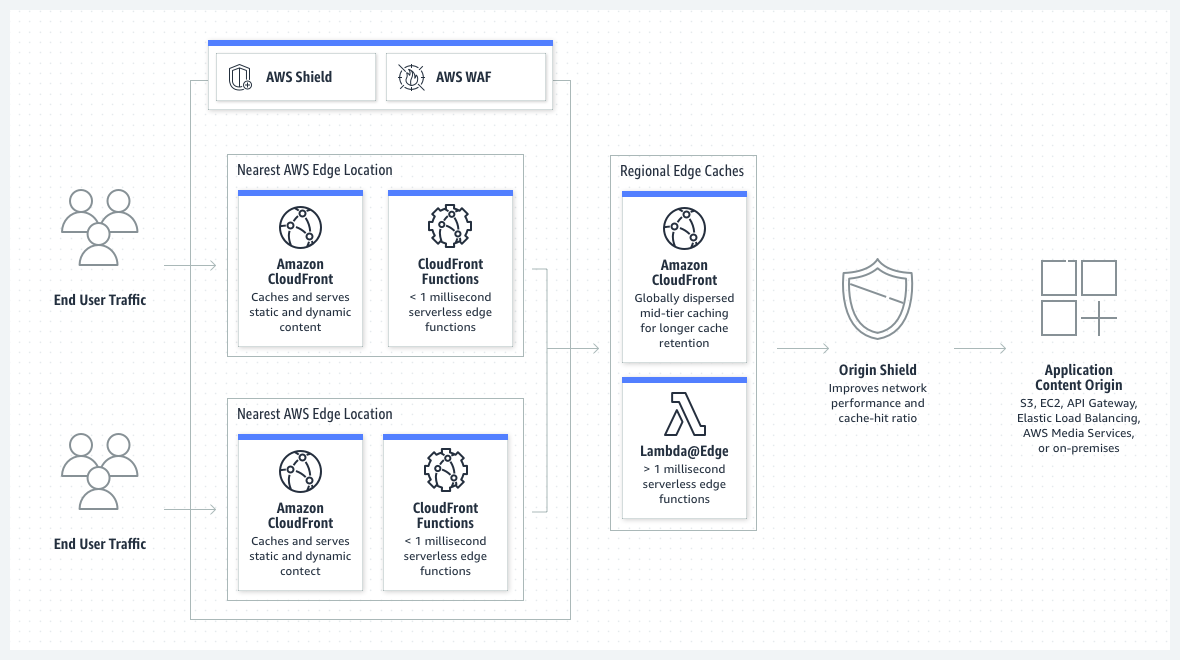 AWS Shield
AWS WAF
Nearest AWS Edge Location
Amazon
CloudFront
Caches and serves
static and dynamic
content
CloudFront
Functions
< 1 millisecond
serverless edge
functions
End User Traffic
Nearest AWS Edge Location
Amazon
CloudFront
Caches and serves
static and dynamic
contect
CloudFront
Functions
< 1 millisecond
serverless edge
functions
End User Traffic
Regional Edge Caches
Amazon
CloudFront
Globally dispersed
mid-tier caching
for longer cache
retention
Lambda@Edge
> 1 millisecond
serverless edge
functions
Origin Shield
Improves network
performance and
cache-hit ratio
Application
Content Origin
S3, EC2, API Gateway,
Elastic Load Balancing,
AWS Media Services,
or on-premises